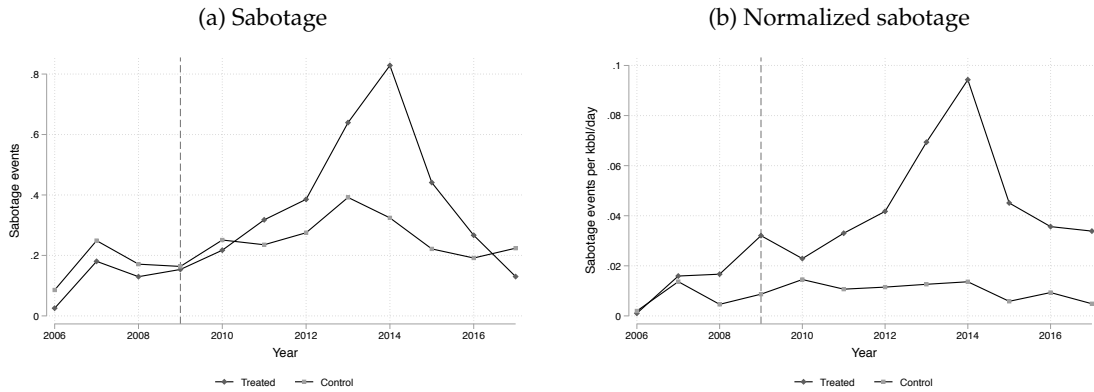 (a) Sabotage
Sabotage events
.8
.6
.4
.2
0
2006 2008 2010 2012 2014 2016
Year
Treated Control
(b) Normalized sabotage
Sabotage events per kbbl/day
.1
.08
.06
.04
.02
0
2006 2008 2010 2012 2014 2016
Year
Treated Control